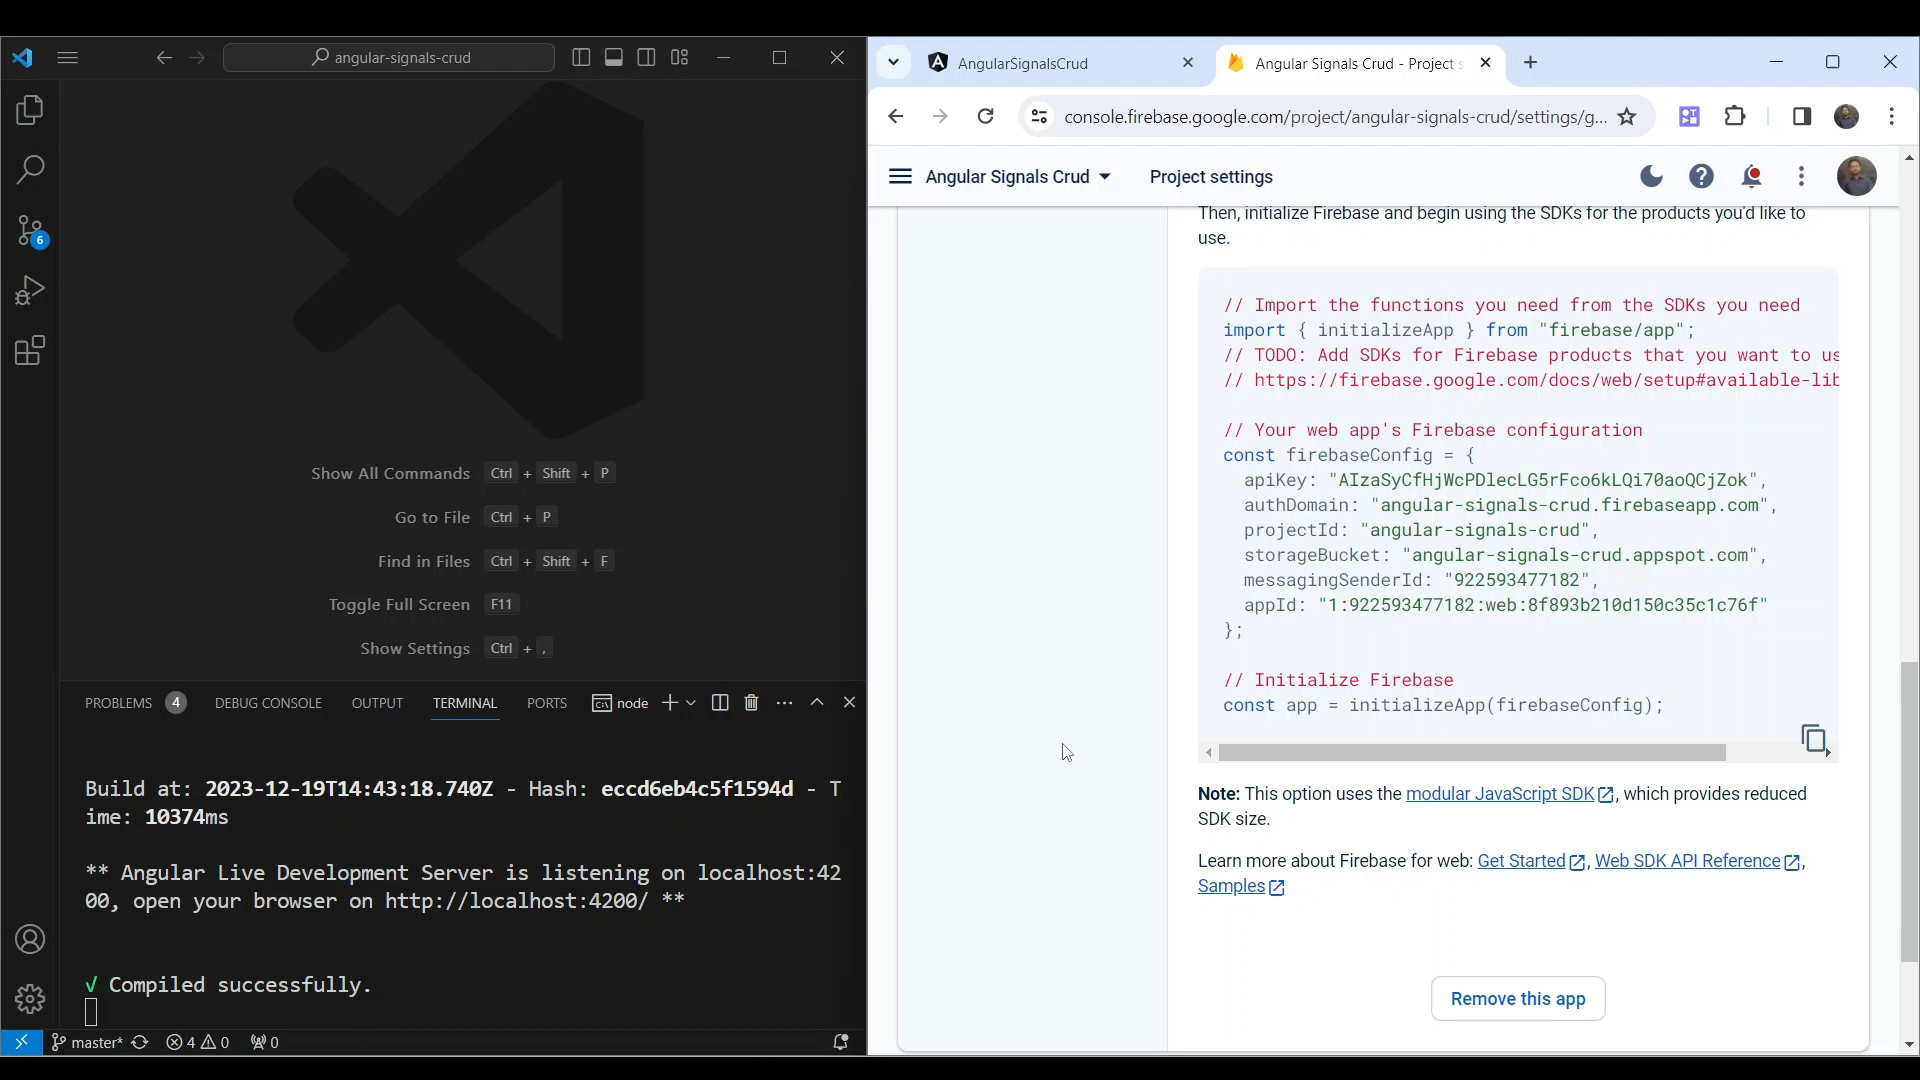 angular-signals-crud
6
Show All Commands Ctrl + Shift + P
Go to File Ctrl + P
Find in Files Ctrl + Shift + F
Toggle Full Screen F11
Show Settings Ctrl + ,
PROBLEMS 4 DEBUG CONSOLE OUTPUT TERMINAL PORTS node
Build at: 2023-12-19T14:43:18.740Z - Hash: eccd6eb4c5f1594d - T
ime: 10374ms
** Angular Live Development Server is listening on localhost:42
00, open your browser on http://localhost:4200/ **
√ Compiled successfully.
master* 4 0 0
AngularSignalsCrud
Angular Signals Crud - Project s
console.firebase.google.com/project/angular-signals-crud/settings/g...
Angular Signals Crud Project settings
Then, initialize Firebase and begin using the SDKs for the products you'd like to
use.
// Import the functions you need from the SDKs you need
import { initializeApp } from "firebase/app";
// TODO: Add SDKs for Firebase products that you want to us
// https://firebase.google.com/docs/web/setup#available-lib
// Your web app's Firebase configuration
const firebaseConfig = {
apiKey: "AIzaSyCfHjWcPDlecLG5rFco6kLQi70aoQCjZok",
authDomain: "angular-signals-crud.firebaseapp.com",
projectId: "angular-signals-crud",
storageBucket: "angular-signals-crud.appspot.com",
messagingSenderId: "922593477182",
appId: "1:922593477182:web:8f893b210d150c35c1c76f"
};
// Initialize Firebase
const app = initializeApp(firebaseConfig);
Note: This option uses the modular JavaScript SDK, which provides reduced
SDK size.
Learn more about Firebase for web: Get Started, Web SDK API Reference,
Samples
Remove this app